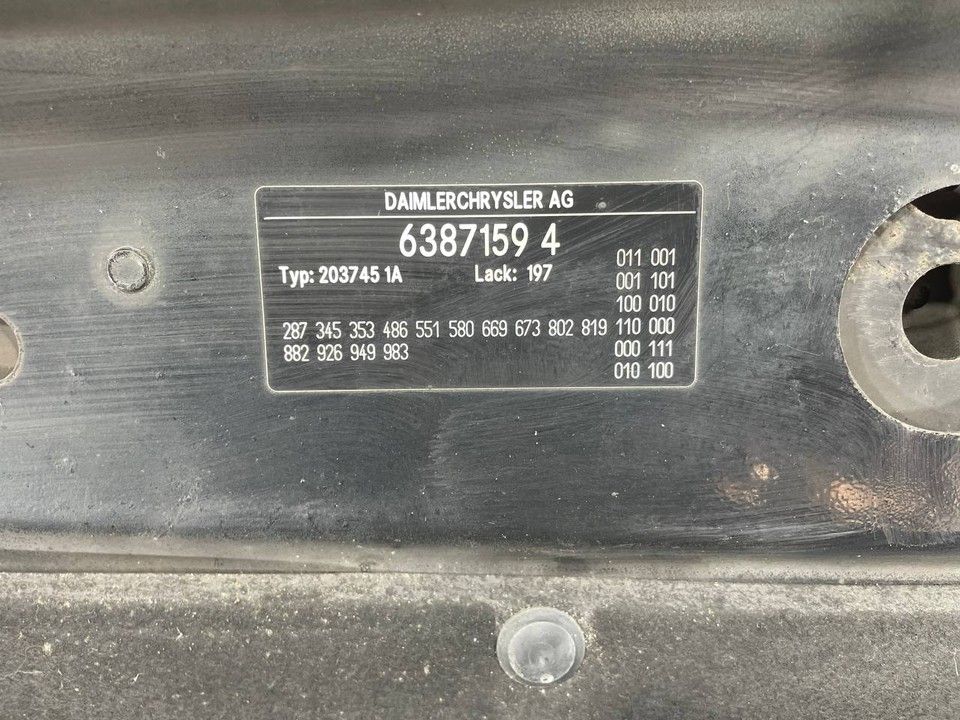 DAIMLERCHRYSLER AG
6387159 4
Typ: 203745 1A Lack: 197
287 345 353 486 551 580 669 673 802 819
882 926 949 983
011 001
001 101
100 010
110 000
000 111
010 100